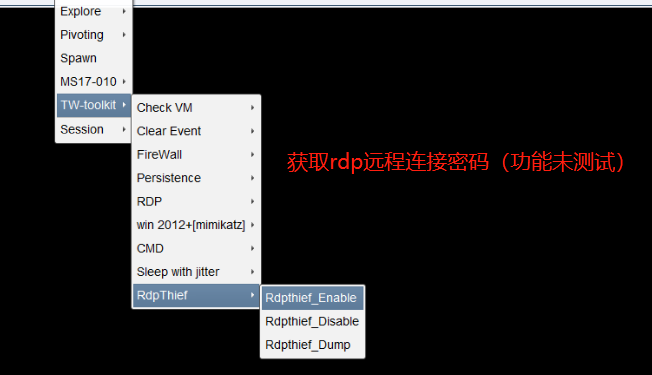 Explore
Pivoting
Spawn
MS17-010
TW-toolkit
Session
Check VM
Clear Event
FireWall
Persistence
RDP
win 2012+[mimikatz]
CMD
Sleep with jitter
RdpThief
Rdpthief_Enable
Rdpthief_Disable
Rdpthief_Dump
获取rdp远程连接密码（功能未测试）